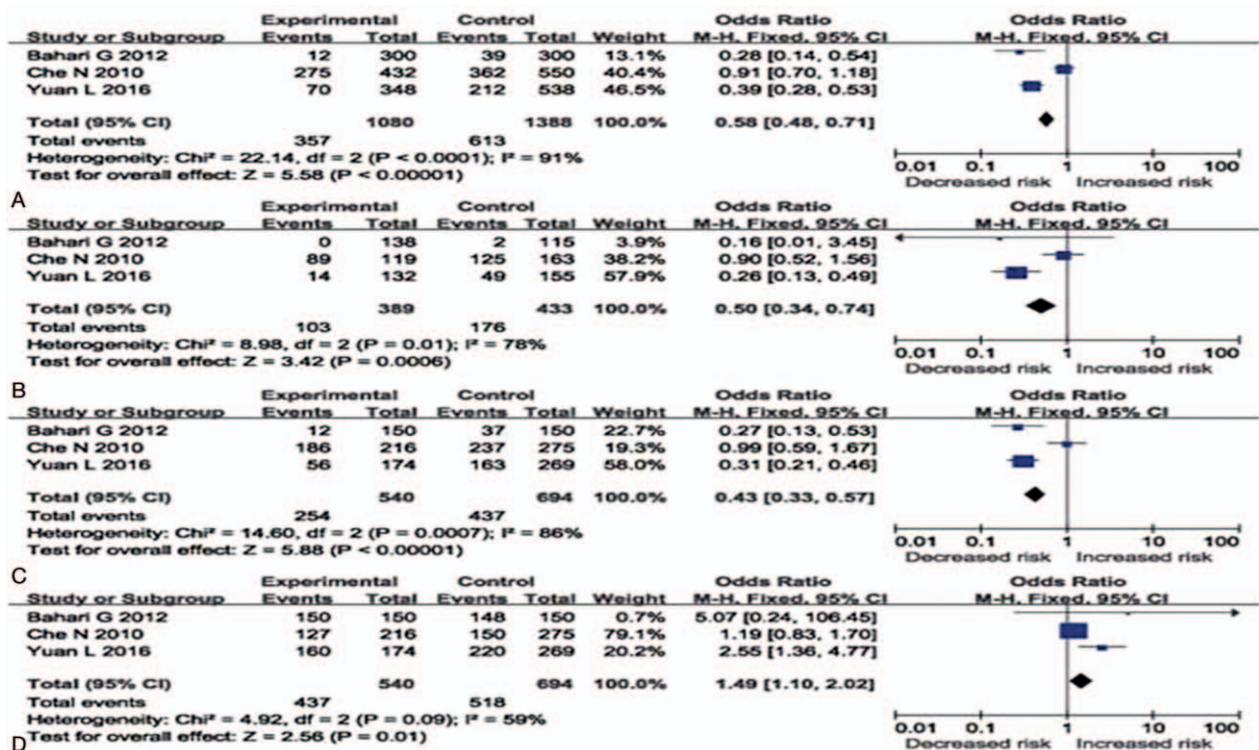 Experimental Control Odds Ratio Odds Ratio
Study or Subgroup Events Total Events Total Weight M-H, Fixed, 95% CI M-H, Fixed, 95% CI
Bahari G 2012 12 300 39 300 13.1% 0.28 [0.14, 0.54]
Che N 2010 275 432 362 550 40.4% 0.91 [0.70, 1.18]
Yuan L 2016 70 348 212 538 46.5% 0.39 [0.28, 0.53]
Total (95% CI) 1080 1388 100.0% 0.58 [0.48, 0.71]
Total events 357 613
Heterogeneity: Chi² = 22.14, df = 2 (P < 0.0001); I² = 91%
Test for overall effect: Z = 5.58 (P < 0.00001)
0.01 0.1 1 10 100
Decreased risk Increased risk
A
Experimental Control Odds Ratio Odds Ratio
Study or Subgroup Events Total Events Total Weight M-H, Fixed, 95% CI M-H, Fixed, 95% CI
Bahari G 2012 0 138 2 115 3.9% 0.16 [0.01, 3.45]
Che N 2010 89 119 125 163 38.2% 0.90 [0.52, 1.56]
Yuan L 2016 14 132 49 155 57.9% 0.26 [0.13, 0.49]
Total (95% CI) 389 433 100.0% 0.50 [0.34, 0.74]
Total events 103 176
Heterogeneity: Chi² = 8.98, df = 2 (P = 0.01); I² = 78%
Test for overall effect: Z = 3.42 (P = 0.0006)
0.01 0.1 1 10 100
Decreased risk Increased risk
B
Experimental Control Odds Ratio Odds Ratio
Study or Subgroup Events Total Events Total Weight M-H, Fixed, 95% CI M-H, Fixed, 95% CI
Bahari G 2012 12 150 37 150 22.7% 0.27 [0.13, 0.53]
Che N 2010 186 216 237 275 19.3% 0.99 [0.59, 1.67]
Yuan L 2016 56 174 163 269 58.0% 0.31 [0.21, 0.46]
Total (95% CI) 540 694 100.0% 0.43 [0.33, 0.57]
Total events 254 437
Heterogeneity: Chi² = 14.60, df = 2 (P = 0.0007); I² = 86%
Test for overall effect: Z = 5.88 (P < 0.00001)
0.01 0.1 1 10 100
Decreased risk Increased risk
C
Experimental Control Odds Ratio Odds Ratio
Study or Subgroup Events Total Events Total Weight M-H, Fixed, 95% CI M-H, Fixed, 95% CI
Bahari G 2012 150 150 148 150 0.7% 5.07 [0.24, 106.45]
Che N 2010 127 216 150 275 79.1% 1.19 [0.83, 1.70]
Yuan L 2016 160 174 220 269 20.2% 2.55 [1.36, 4.77]
Total (95% CI) 540 694 100.0% 1.49 [1.10, 2.02]
Total events 437 518
Heterogeneity: Chi² = 4.92, df = 2 (P = 0.09); I² = 59%
Test for overall effect: Z = 2.56 (P = 0.01)
0.01 0.1 1 10 100
Decreased risk Increased risk
D